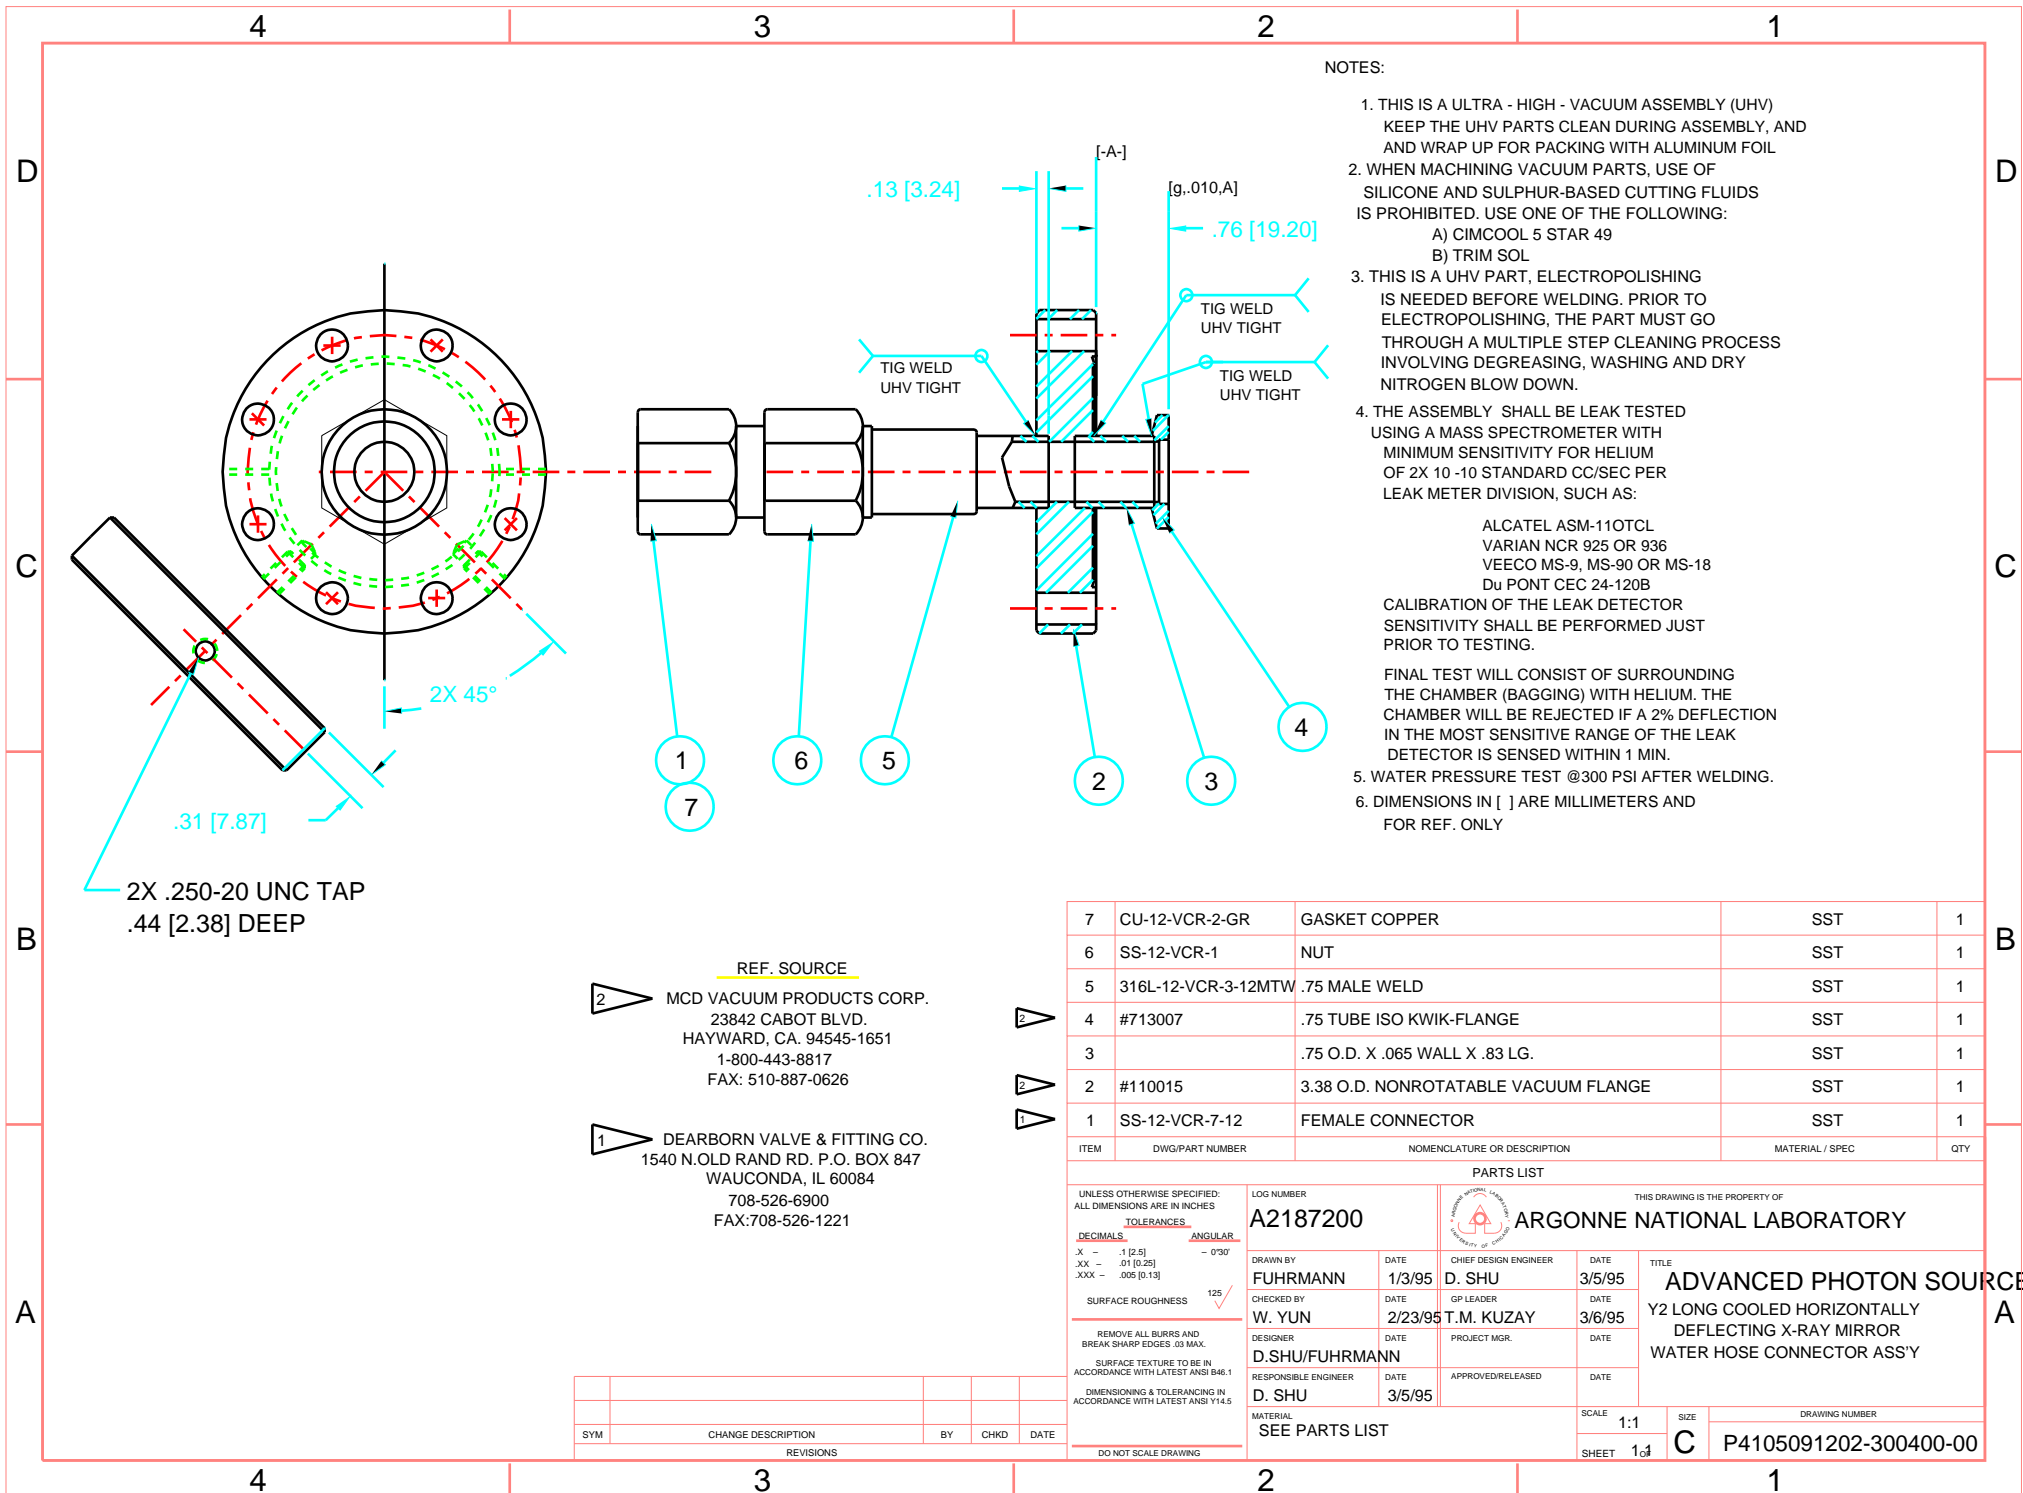 4 3 2 1
D D
C C
B B
A A
4 3 2 1
NOTES:
1. THIS IS A ULTRA - HIGH - VACUUM ASSEMBLY (UHV)
KEEP THE UHV PARTS CLEAN DURING ASSEMBLY, AND
AND WRAP UP FOR PACKING WITH ALUMINUM FOIL
2. WHEN MACHINING VACUUM PARTS, USE OF
SILICONE AND SULPHUR-BASED CUTTING FLUIDS
IS PROHIBITED. USE ONE OF THE FOLLOWING:
A) CIMCOOL 5 STAR 49
B) TRIM SOL
3. THIS IS A UHV PART, ELECTROPOLISHING
IS NEEDED BEFORE WELDING. PRIOR TO
ELECTROPOLISHING, THE PART MUST GO
THROUGH A MULTIPLE STEP CLEANING PROCESS
INVOLVING DEGREASING, WASHING AND DRY
NITROGEN BLOW DOWN.
4. THE ASSEMBLY SHALL BE LEAK TESTED
USING A MASS SPECTROMETER WITH
MINIMUM SENSITIVITY FOR HELIUM
OF 2X 10 -10 STANDARD CC/SEC PER
LEAK METER DIVISION, SUCH AS:
ALCATEL ASM-11OTCL
VARIAN NCR 925 OR 936
VEECO MS-9, MS-90 OR MS-18
Du PONT CEC 24-120B
CALIBRATION OF THE LEAK DETECTOR
SENSITIVITY SHALL BE PERFORMED JUST
PRIOR TO TESTING.
FINAL TEST WILL CONSIST OF SURROUNDING
THE CHAMBER (BAGGING) WITH HELIUM. THE
CHAMBER WILL BE REJECTED IF A 2% DEFLECTION
IN THE MOST SENSITIVE RANGE OF THE LEAK
DETECTOR IS SENSED WITHIN 1 MIN.
5. WATER PRESSURE TEST @300 PSI AFTER WELDING.
6. DIMENSIONS IN [ ] ARE MILLIMETERS AND
FOR REF. ONLY
[-A-]
.13 [3.24]
[g,.010,A]
.76 [19.20]
TIG WELD
UHV TIGHT
TIG WELD
UHV TIGHT
TIG WELD
UHV TIGHT
2X 45°
.31 [7.87]
2X .250-20 UNC TAP
.44 [2.38] DEEP
1
7
6
5
2
3
4
REF. SOURCE
2 MCD VACUUM PRODUCTS CORP.
23842 CABOT BLVD.
HAYWARD, CA. 94545-1651
1-800-443-8817
FAX: 510-887-0626
1 DEARBORN VALVE & FITTING CO.
1540 N.OLD RAND RD. P.O. BOX 847
WAUCONDA, IL 60084
708-526-6900
FAX:708-526-1221
7 CU-12-VCR-2-GR GASKET COPPER SST 1
6 SS-12-VCR-1 NUT SST 1
5 316L-12-VCR-3-12MTW .75 MALE WELD SST 1
2 4 #713007 .75 TUBE ISO KWIK-FLANGE SST 1
3 .75 O.D. X .065 WALL X .83 LG. SST 1
2 2 #110015 3.38 O.D. NONROTATABLE VACUUM FLANGE SST 1
1 1 SS-12-VCR-7-12 FEMALE CONNECTOR SST 1
ITEM DWG/PART NUMBER NOMENCLATURE OR DESCRIPTION MATERIAL / SPEC QTY
PARTS LIST
UNLESS OTHERWISE SPECIFIED:
ALL DIMENSIONS ARE IN INCHES
TOLERANCES
DECIMALS ANGULAR
.X – .1 [2.5] – 0°30'
.XX – .01 [0.25]
.XXX – .005 [0.13]
SURFACE ROUGHNESS 125
REMOVE ALL BURRS AND
BREAK SHARP EDGES .03 MAX.
SURFACE TEXTURE TO BE IN
ACCORDANCE WITH LATEST ANSI B46.1
DIMENSIONING & TOLERANCING IN
ACCORDANCE WITH LATEST ANSI Y14.5
DO NOT SCALE DRAWING
LOG NUMBER
A2187200
ARGONNE NATIONAL LABORATORY
UNIVERSITY OF CHICAGO
THIS DRAWING IS THE PROPERTY OF
ARGONNE NATIONAL LABORATORY
DRAWN BY DATE CHIEF DESIGN ENGINEER DATE
FUHRMANN 1/3/95 D. SHU 3/5/95
CHECKED BY DATE GP LEADER DATE
W. YUN 2/23/95 T.M. KUZAY 3/6/95
DESIGNER DATE PROJECT MGR. DATE
D.SHU/FUHRMANN
RESPONSIBLE ENGINEER DATE APPROVED/RELEASED DATE
D. SHU 3/5/95
TITLE
ADVANCED PHOTON SOURCE
Y2 LONG COOLED HORIZONTALLY
DEFLECTING X-RAY MIRROR
WATER HOSE CONNECTOR ASS'Y
MATERIAL
SEE PARTS LIST
SCALE 1:1
SHEET 1 OF 1
SIZE
C
DRAWING NUMBER
P4105091202-300400-00
SYM CHANGE DESCRIPTION BY CHKD DATE
REVISIONS